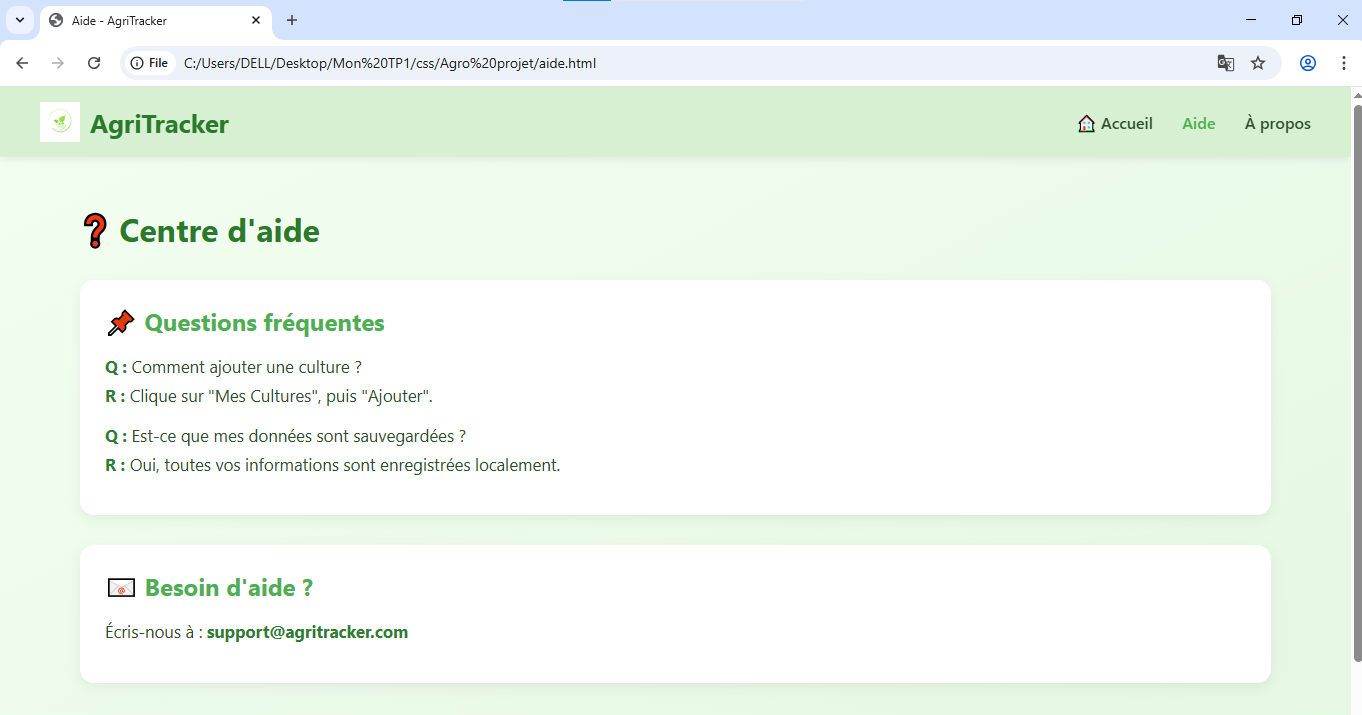 Aide - AgriTracker
File
C:/Users/DELL/Desktop/Mon%20TP1/css/Agro%20projet/aide.html
AgriTracker
🏠 Accueil
Aide
À propos
❓ Centre d'aide
📌 Questions fréquentes
Q : Comment ajouter une culture ?
R : Clique sur "Mes Cultures", puis "Ajouter".
Q : Est-ce que mes données sont sauvegardées ?
R : Oui, toutes vos informations sont enregistrées localement.
📧 Besoin d'aide ?
Écris-nous à : support@agritracker.com